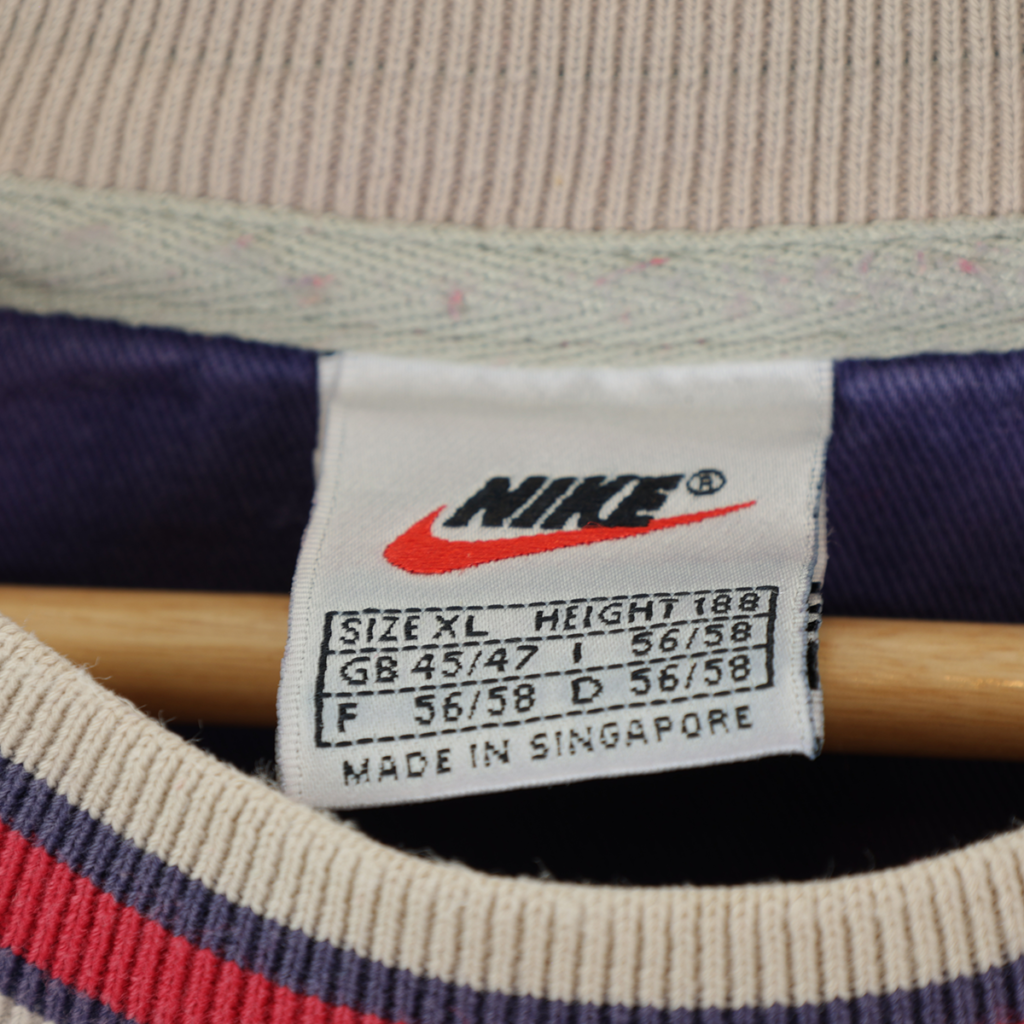 NIKE®
SIZE XL HEIGHT 188
GB 45/47 I 56/58
F 56/58 D 56/58
MADE IN SINGAPORE